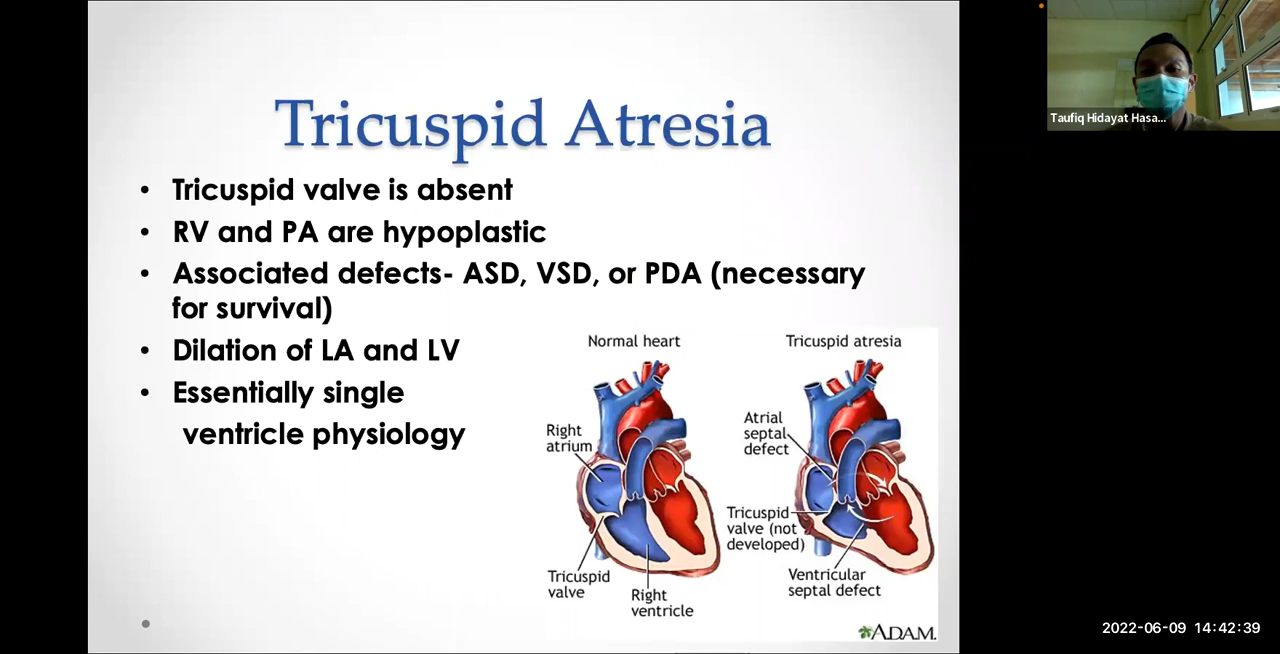 Tricuspid Atresia
• Tricuspid valve is absent
• RV and PA are hypoplastic
• Associated defects- ASD, VSD, or PDA (necessary
for survival)
• Dilation of LA and LV
• Essentially single
ventricle physiology
Normal heart
Right
atrium
Tricuspid
valve
Right
ventricle
Tricuspid atresia
Atrial
septal
defect
Tricuspid
valve (not
developed)
Ventricular
septal defect
ADAM.
Taufiq Hidayat Hasa...
2022-06-09 14:42:39